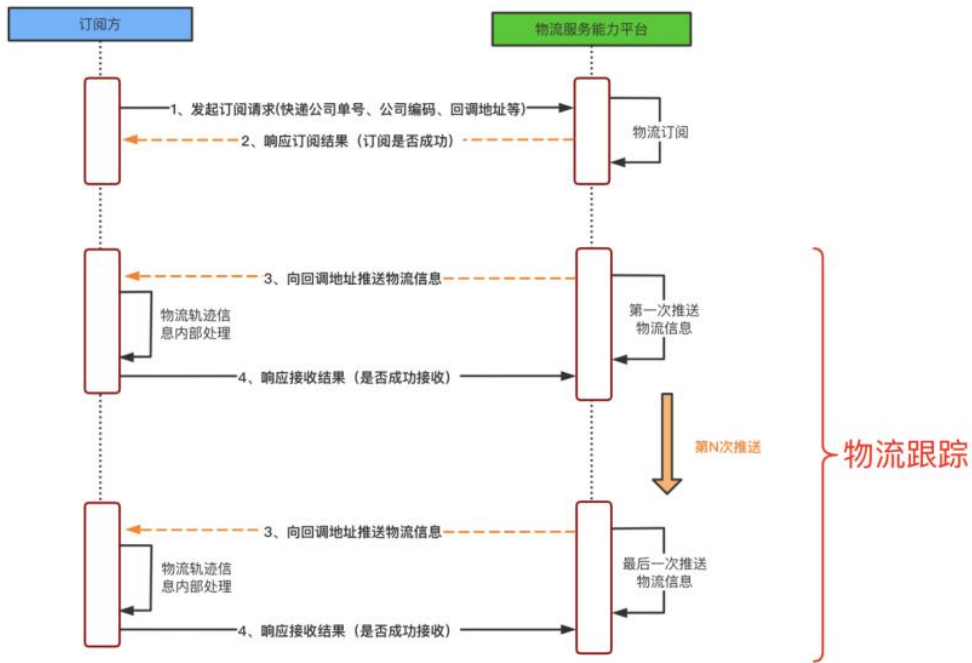 订阅方
物流服务能力平台
1、发起订阅请求(快递公司单号、公司编码、回调地址等)
物流订阅
2、响应订阅结果（订阅是否成功）
3、向回调地址推送物流信息
物流轨迹信
息内部处理
第一次推送
物流信息
4、响应接收结果（是否成功接收）
第N次推送
物流跟踪
3、向回调地址推送物流信息
物流轨迹信
息内部处理
最后一次推送
物流信息
4、响应接收结果（是否成功接收）